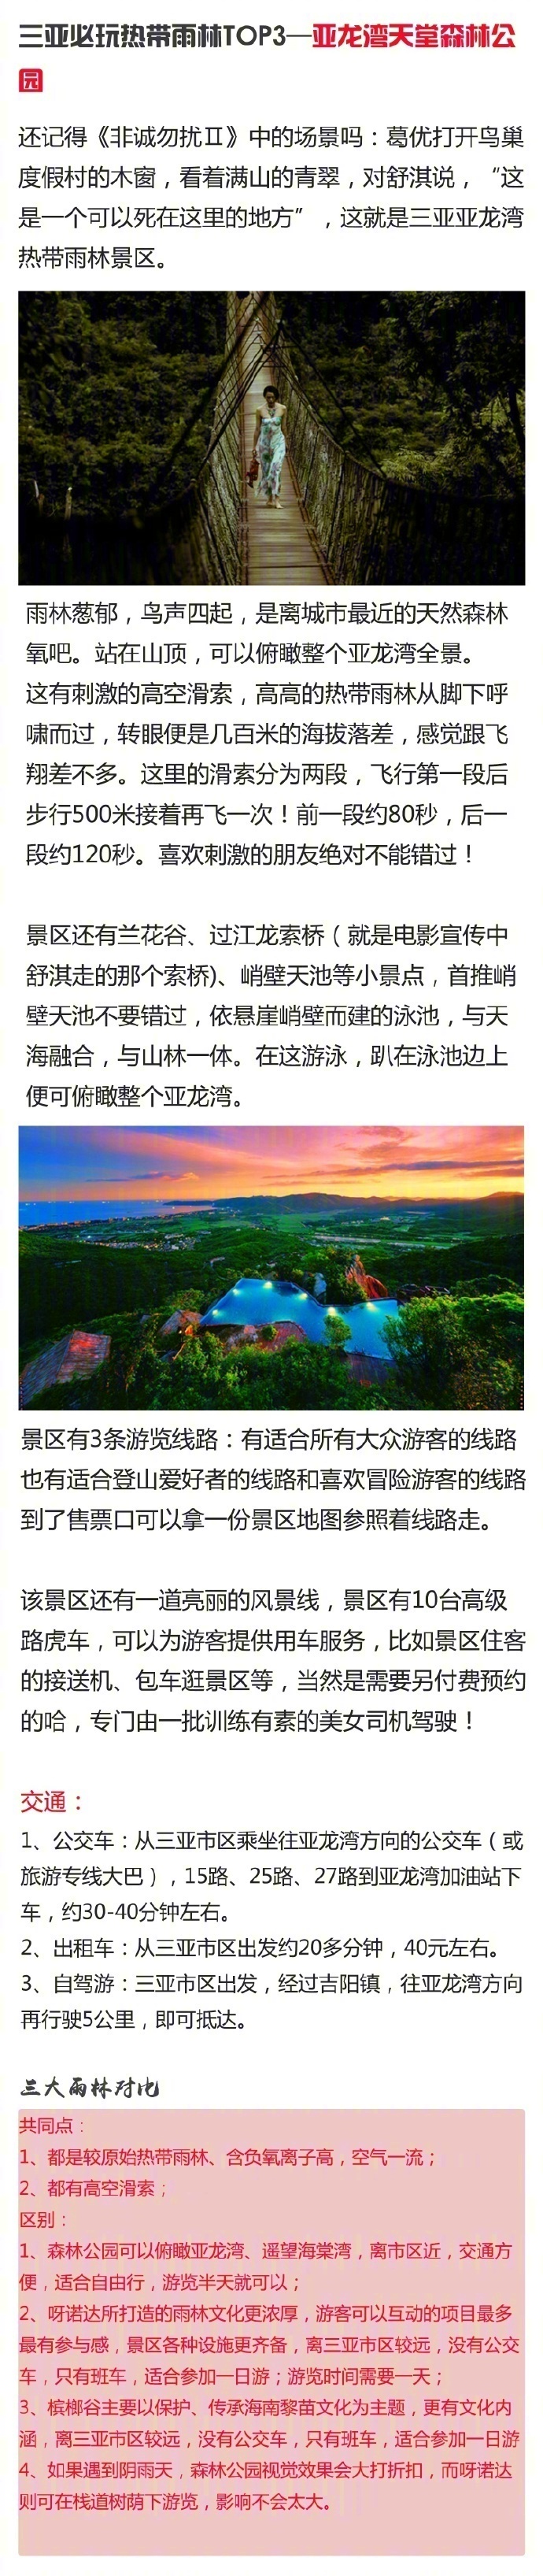 三亚必玩热带雨林TOP3—亚龙湾天堂森林公
园
还记得《非诚勿扰Ⅱ》中的场景吗：葛优打开鸟巢
度假村的木窗，看着满山的青翠，对舒淇说，“这
是一个可以死在这里的地方”，这就是三亚亚龙湾
热带雨林景区。
雨林葱郁，鸟声四起，是离城市最近的天然森林
氧吧。站在山顶，可以俯瞰整个亚龙湾全景。
这有刺激的高空滑索，高高的热带雨林从脚下呼
啸而过，转眼便是几百米的海拔落差，感觉跟飞
翔差不多。这里的滑索分为两段，飞行第一段后
步行500米接着再飞一次！前一段约80秒，后一
段约120秒。喜欢刺激的朋友绝对不能错过！
景区还有兰花谷、过江龙索桥（就是电影宣传中
舒淇走的那个索桥)、峭壁天池等小景点，首推峭
壁天池不要错过，依悬崖峭壁而建的泳池，与天
海融合，与山林一体。在这游泳，趴在泳池边上
便可俯瞰整个亚龙湾。
景区有3条游览线路：有适合所有大众游客的线路
也有适合登山爱好者的线路和喜欢冒险游客的线路
到了售票口可以拿一份景区地图参照着线路走。
该景区还有一道亮丽的风景线，景区有10台高级
路虎车，可以为游客提供用车服务，比如景区住客
的接送机、包车逛景区等，当然是需要另付费预约
的哈，专门由一批训练有素的美女司机驾驶！
交通：
1、公交车：从三亚市区乘坐往亚龙湾方向的公交车（或
旅游专线大巴），15路、25路、27路到亚龙湾加油站下
车，约30-40分钟左右。
2、出租车：从三亚市区出发约20多分钟，40元左右。
3、自驾游：三亚市区出发，经过吉阳镇，往亚龙湾方向
再行驶5公里，即可抵达。
三大雨林对比
共同点：
1、都是较原始热带雨林、含负氧离子高，空气一流；
2、都有高空滑索；
区别：
1、森林公园可以俯瞰亚龙湾、遥望海棠湾，离市区近，交通方
便，适合自由行，游览半天就可以；
2、呀诺达所打造的雨林文化更浓厚，游客可以互动的项目最多
最有参与感，景区各种设施更齐备，离三亚市区较远，没有公交
车，只有班车，适合参加一日游；游览时间需要一天；
3、槟榔谷主要以保护、传承海南黎苗文化为主题，更有文化内
涵，离三亚市区较远，没有公交车，只有班车，适合参加一日游
4、如果遇到阴雨天，森林公园视觉效果会大打折扣，而呀诺达
则可在栈道树荫下游览，影响不会太大。